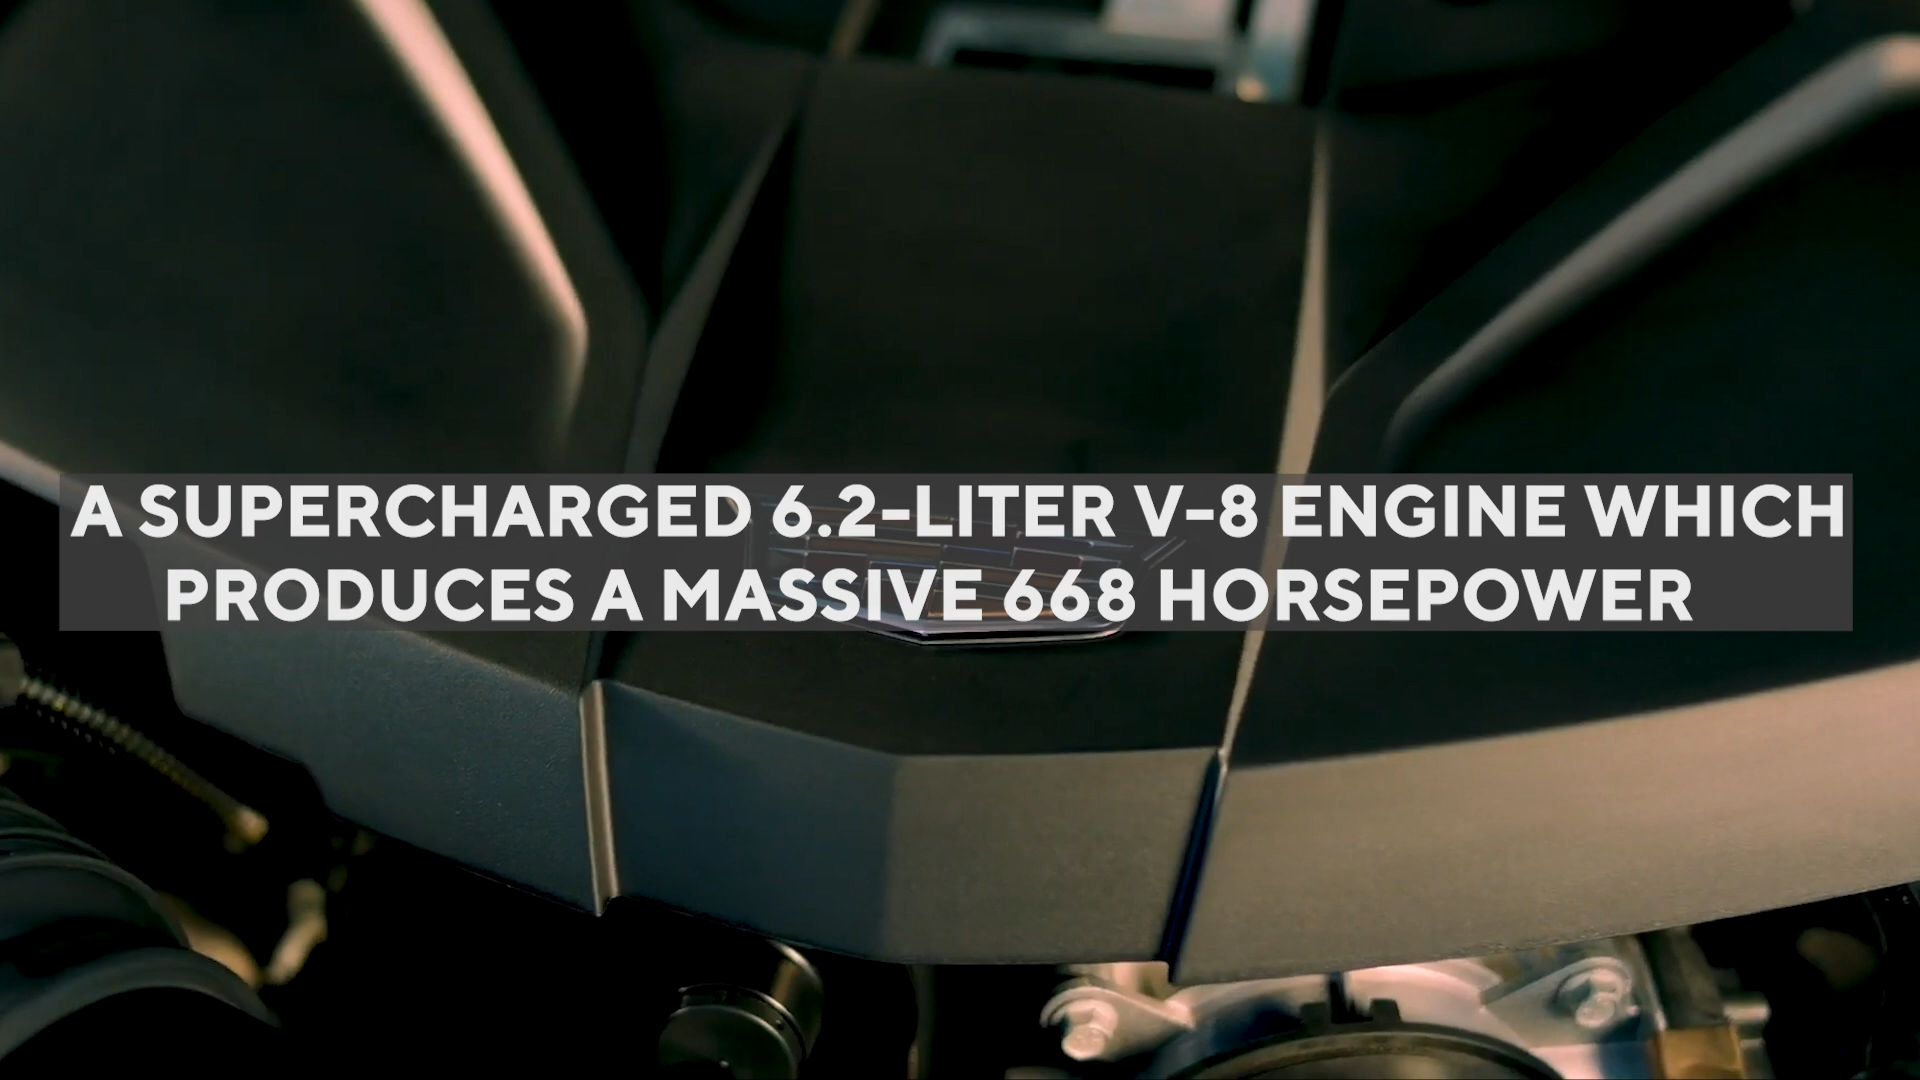 A SUPERCHARGED 6.2-LITER V-8 ENGINE WHICH
PRODUCES A MASSIVE 668 HORSEPOWER